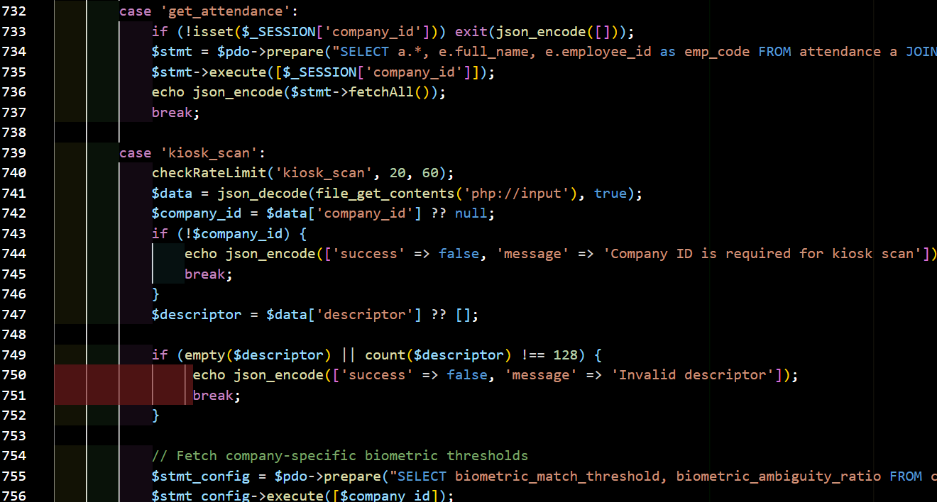 732 case 'get_attendance':
733 if (!isset($_SESSION['company_id'])) exit(json_encode([]));
734 $stmt = $pdo->prepare("SELECT a.*, e.full_name, e.employee_id as emp_code FROM attendance a JOIN
735 $stmt->execute([$_SESSION['company_id']]);
736 echo json_encode($stmt->fetchAll());
737 break;
738
739 case 'kiosk_scan':
740 checkRateLimit('kiosk_scan', 20, 60);
741 $data = json_decode(file_get_contents('php://input'), true);
742 $company_id = $data['company_id'] ?? null;
743 if (!$company_id) {
744 echo json_encode(['success' => false, 'message' => 'Company ID is required for kiosk scan'])
745 break;
746 }
747 $descriptor = $data['descriptor'] ?? [];
748
749 if (empty($descriptor) || count($descriptor) !== 128) {
750 echo json_encode(['success' => false, 'message' => 'Invalid descriptor']);
751 break;
752 }
753
754 // Fetch company-specific biometric thresholds
755 $stmt_config = $pdo->prepare("SELECT biometric_match_threshold, biometric_ambiguity_ratio FROM
756 $stmt_config->execute([$company_id]);